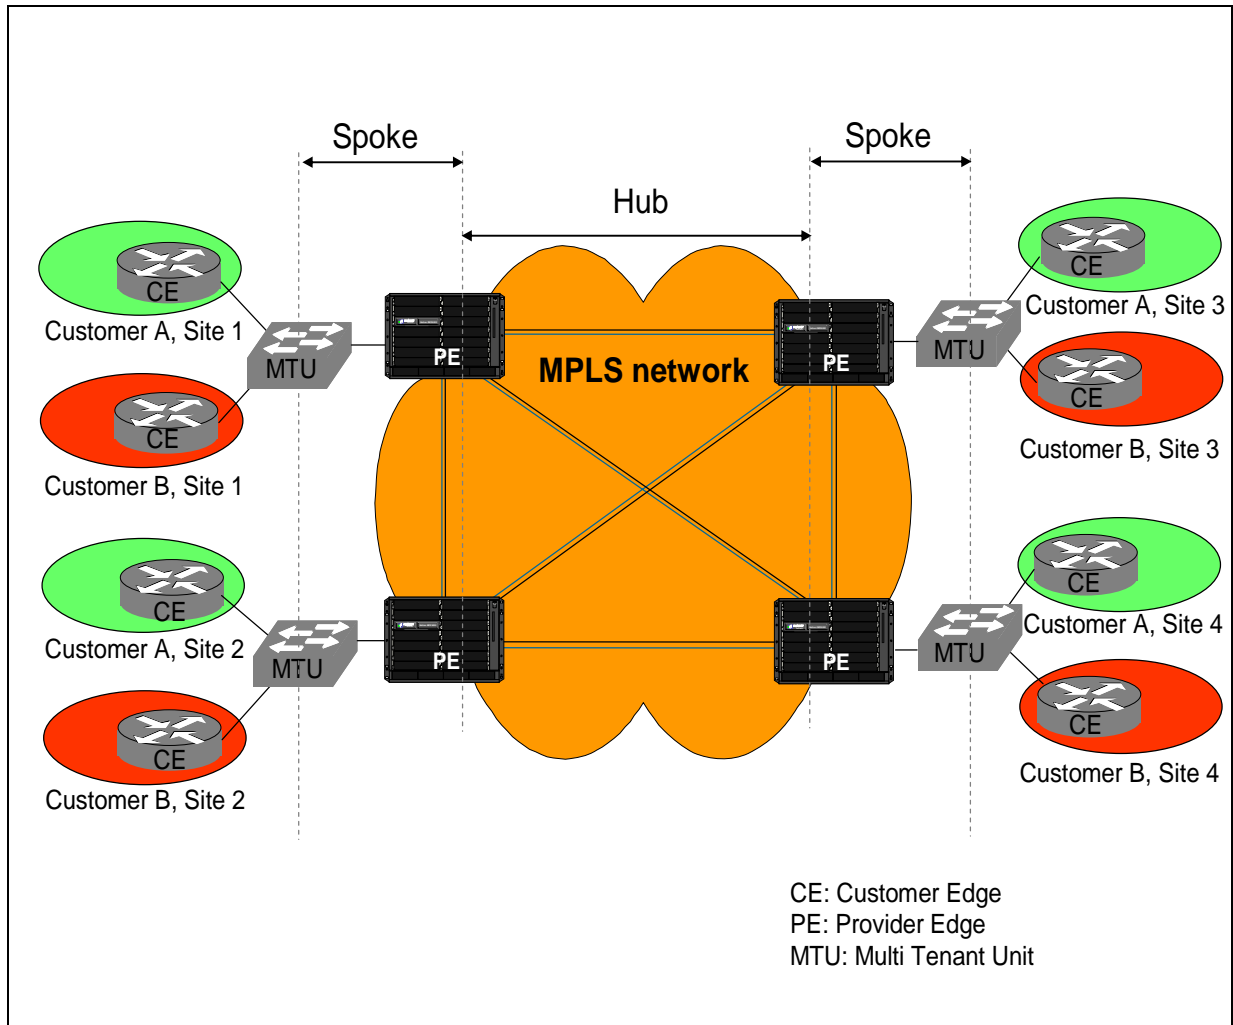 Spoke
Spoke
Hub
CE
Customer A, Site 1
MTU
PE
CE
Customer B, Site 1
MPLS network
PE
MTU
CE
Customer A, Site 3
CE
Customer B, Site 3
CE
Customer A, Site 2
MTU
PE
CE
Customer B, Site 2
PE
MTU
CE
Customer A, Site 4
CE
Customer B, Site 4
CE: Customer Edge
PE: Provider Edge
MTU: Multi Tenant Unit